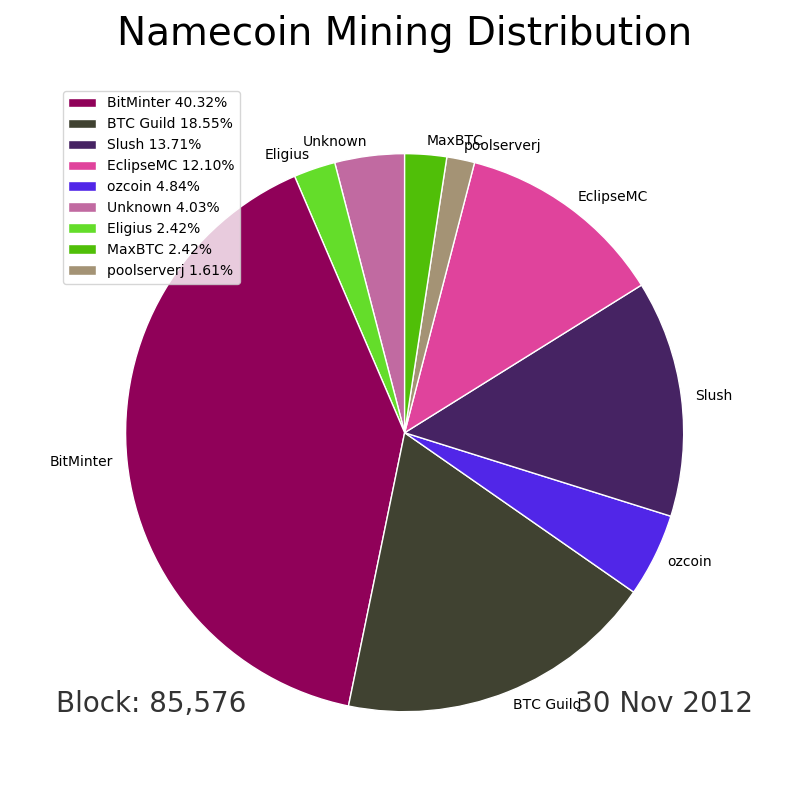 Namecoin Mining Distribution
BitMinter 40.32%
BTC Guild 18.55%
Slush 13.71%
EclipseMC 12.10%
ozcoin 4.84%
Unknown 4.03%
Eligius 2.42%
MaxBTC 2.42%
poolserverj 1.61%
Unknown
Eligius
MaxBTC
poolserverj
EclipseMC
Slush
BitMinter
ozcoin
BTC Guild
Block: 85,576
30 Nov 2012